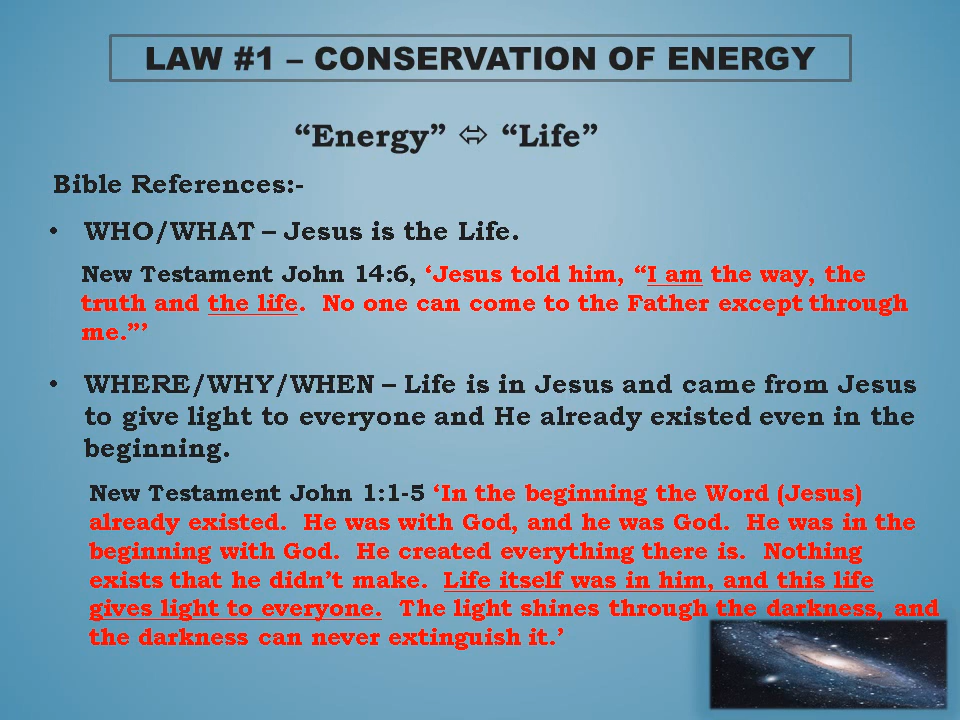 LAW #1 – CONSERVATION OF ENERGY
“Energy” ⬄ “Life”
Bible References:-
• WHO/WHAT – Jesus is the Life.
New Testament John 14:6, ‘Jesus told him, “I am the way, the
truth and the life.  No one can come to the Father except through
me.”’
• WHERE/WHY/WHEN – Life is in Jesus and came from Jesus
to give light to everyone and He already existed even in the
beginning.
New Testament John 1:1-5 ‘In the beginning the Word (Jesus)
already existed.  He was with God, and he was God.  He was in the
beginning with God.  He created everything there is.  Nothing
exists that he didn’t make.  Life itself was in him, and this life
gives light to everyone.  The light shines through the darkness, and
the darkness can never extinguish it.’